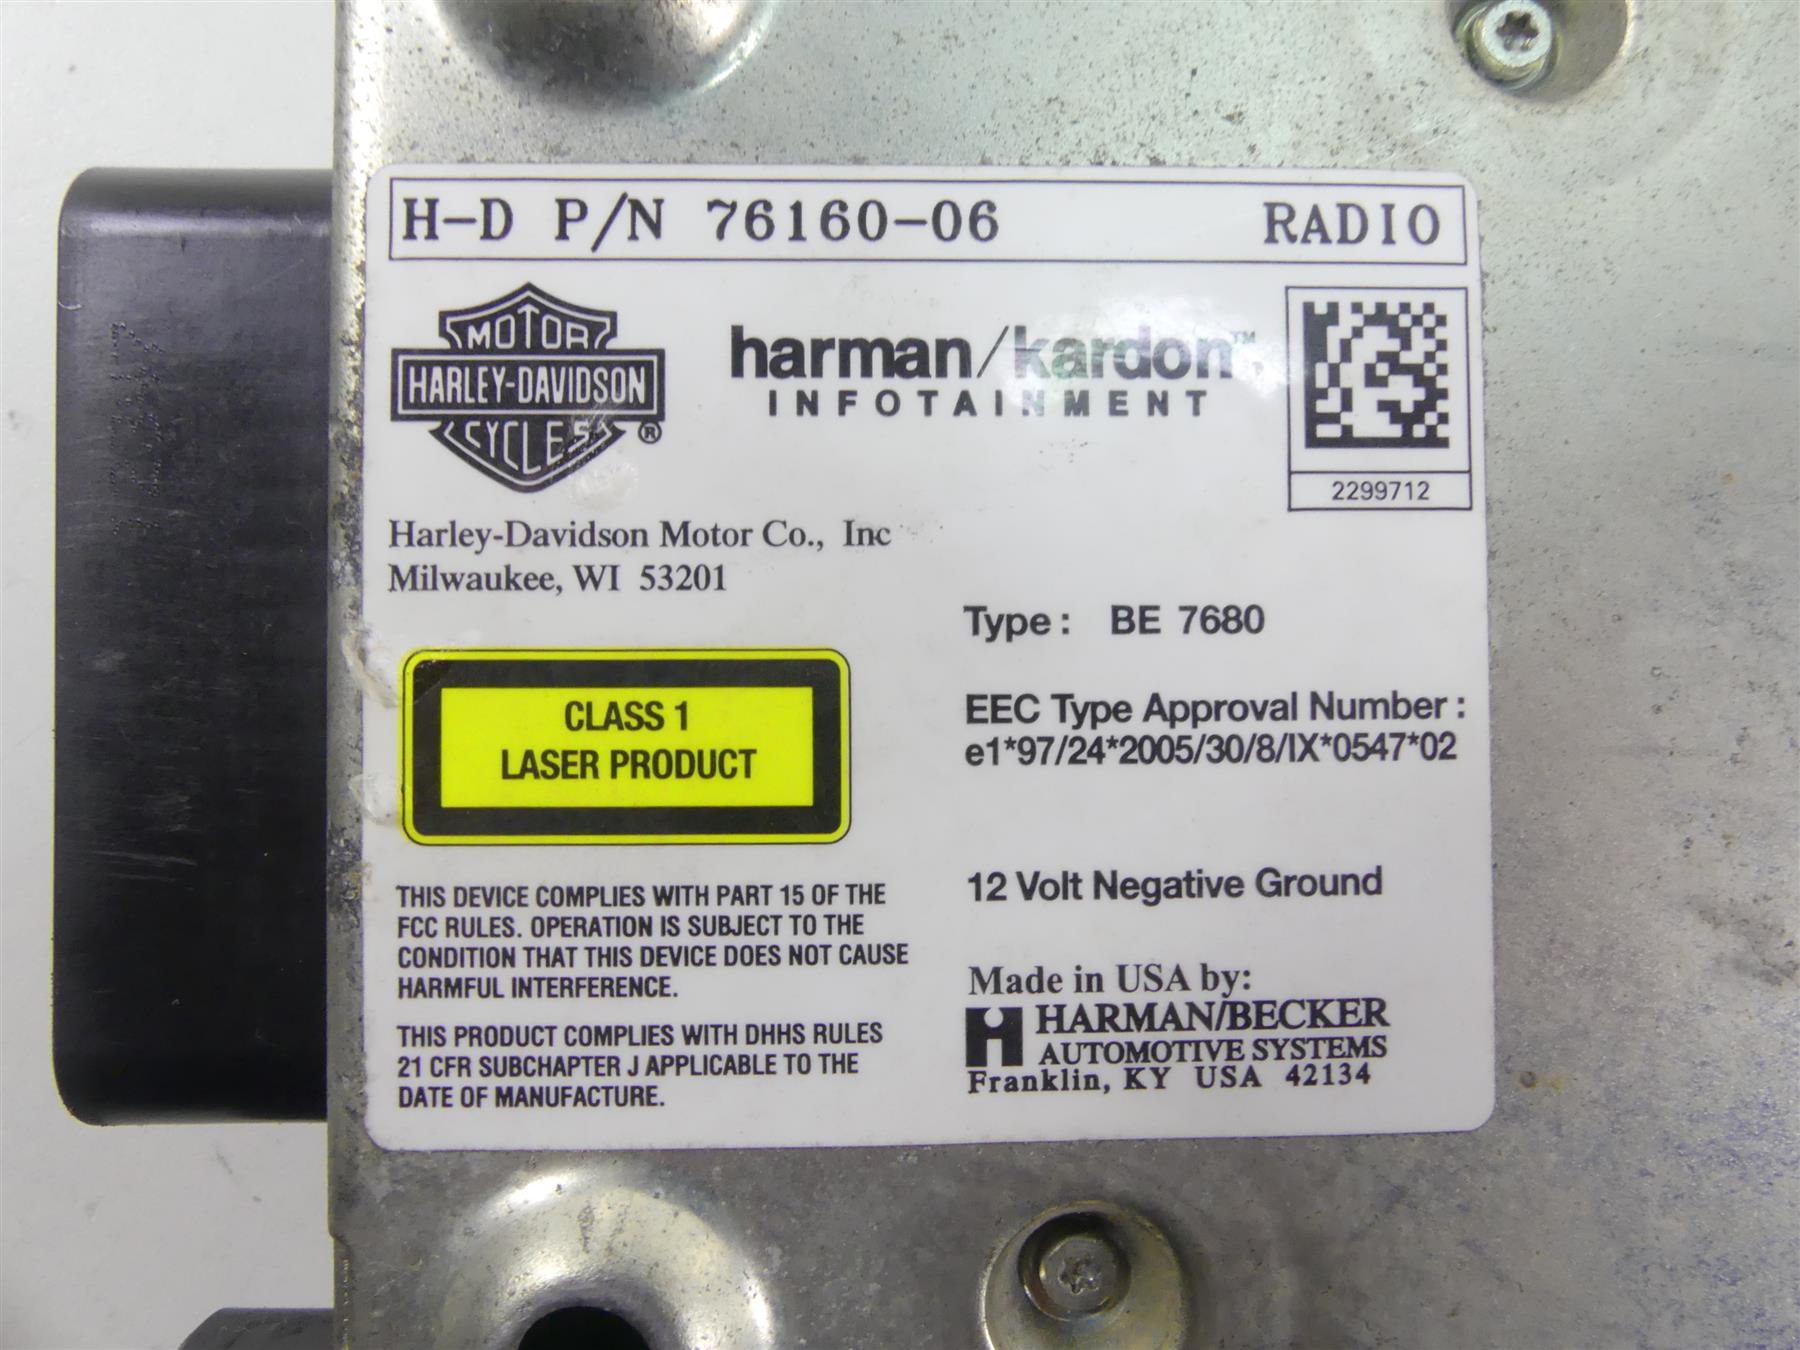 H-D P/N 76160-06 RADIO
MOTOR
HARLEY-DAVIDSON
CYCLES ®
harman/kardon™
INFOTAINMENT
2299712
Harley-Davidson Motor Co., Inc
Milwaukee, WI 53201
Type: BE 7680
CLASS 1
LASER PRODUCT
EEC Type Approval Number:
e1*97/24*2005/30/8/IX*0547*02
THIS DEVICE COMPLIES WITH PART 15 OF THE
FCC RULES. OPERATION IS SUBJECT TO THE
CONDITION THAT THIS DEVICE DOES NOT CAUSE
HARMFUL INTERFERENCE.
THIS PRODUCT COMPLIES WITH DHHS RULES
21 CFR SUBCHAPTER J APPLICABLE TO THE
DATE OF MANUFACTURE.
12 Volt Negative Ground
Made in USA by:
HARMAN/BECKER
AUTOMOTIVE SYSTEMS
Franklin, KY USA 42134